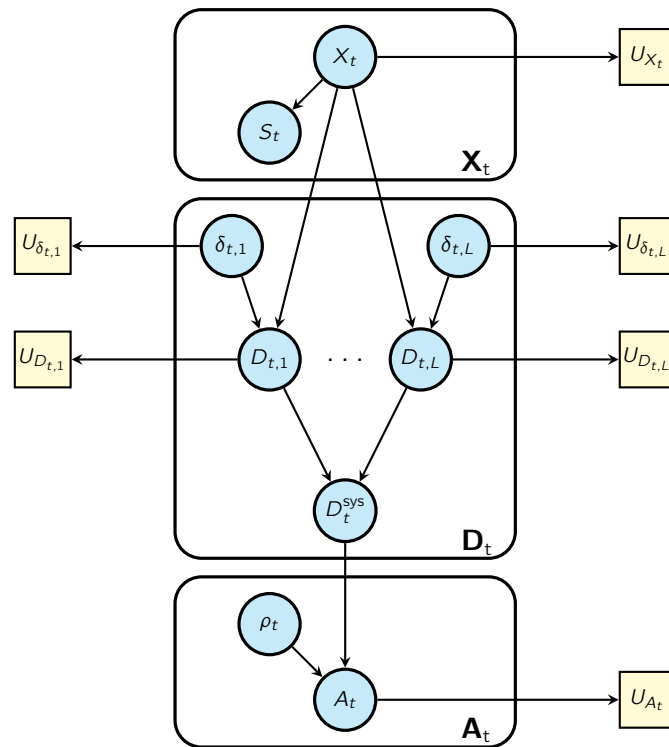 X_t
U_{X_t}
S_t
𝐗_t
U_{δ_{t,1}}
δ_{t,1}
δ_{t,L}
U_{δ_{t,L}}
U_{D_{t,1}}
D_{t,1}
· · ·
D_{t,L}
U_{D_{t,L}}
D_t^{sys}
𝐃_t
ρ_t
A_t
U_{A_t}
𝐀_t